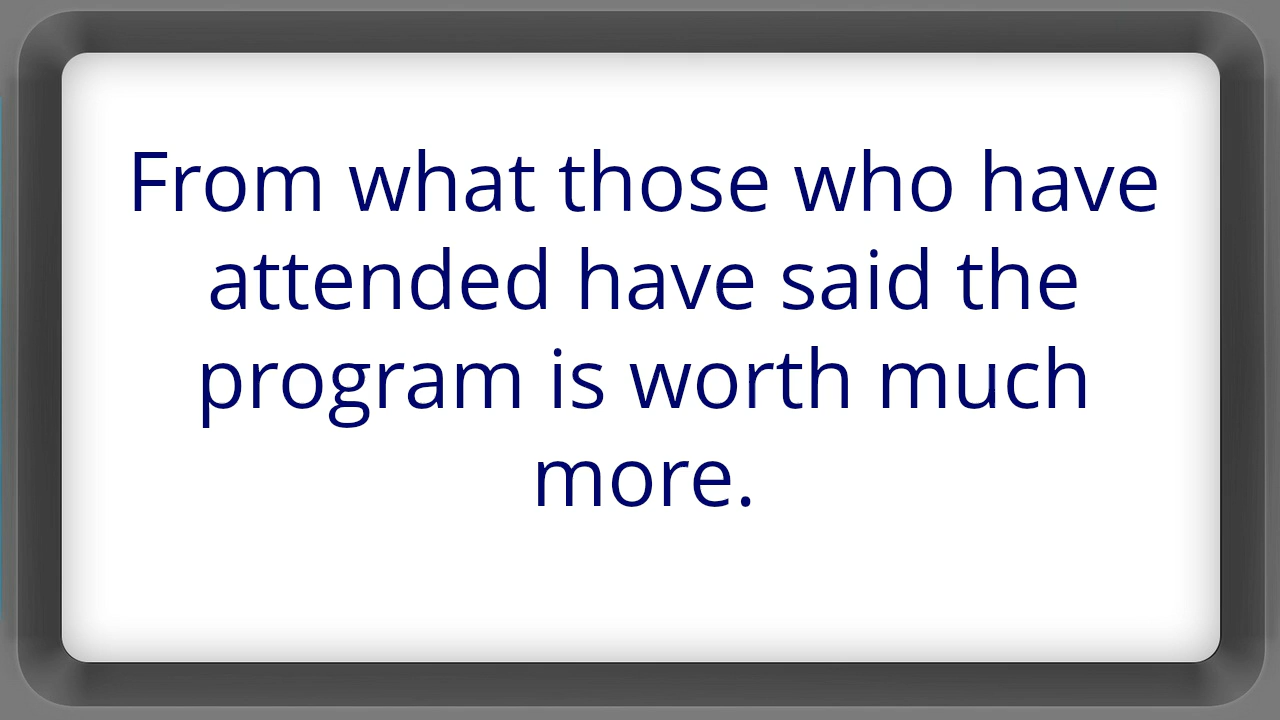 From what those who have
attended have said the
program is worth much
more.